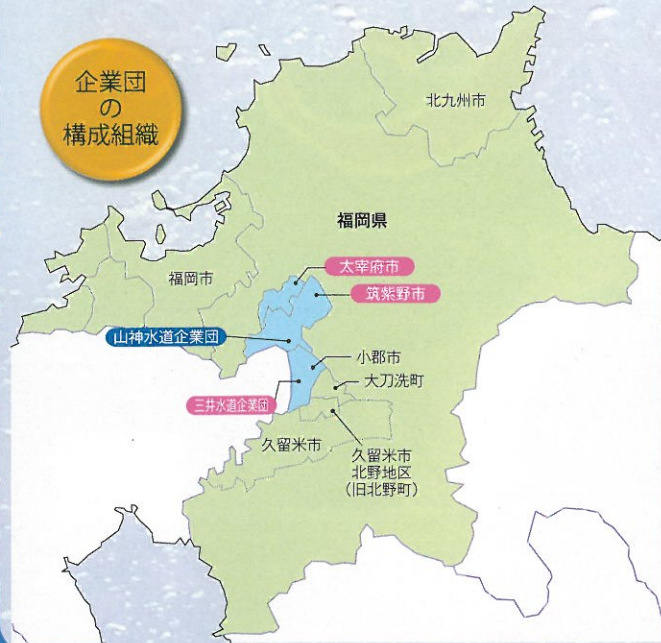 企業団
の
構成組織
北九州市
福岡県
福岡市
太宰府市
筑紫野市
山神水道企業団
小郡市
大刀洗町
三井水道企業団
久留米市
久留米市
北野地区
(旧北野町)